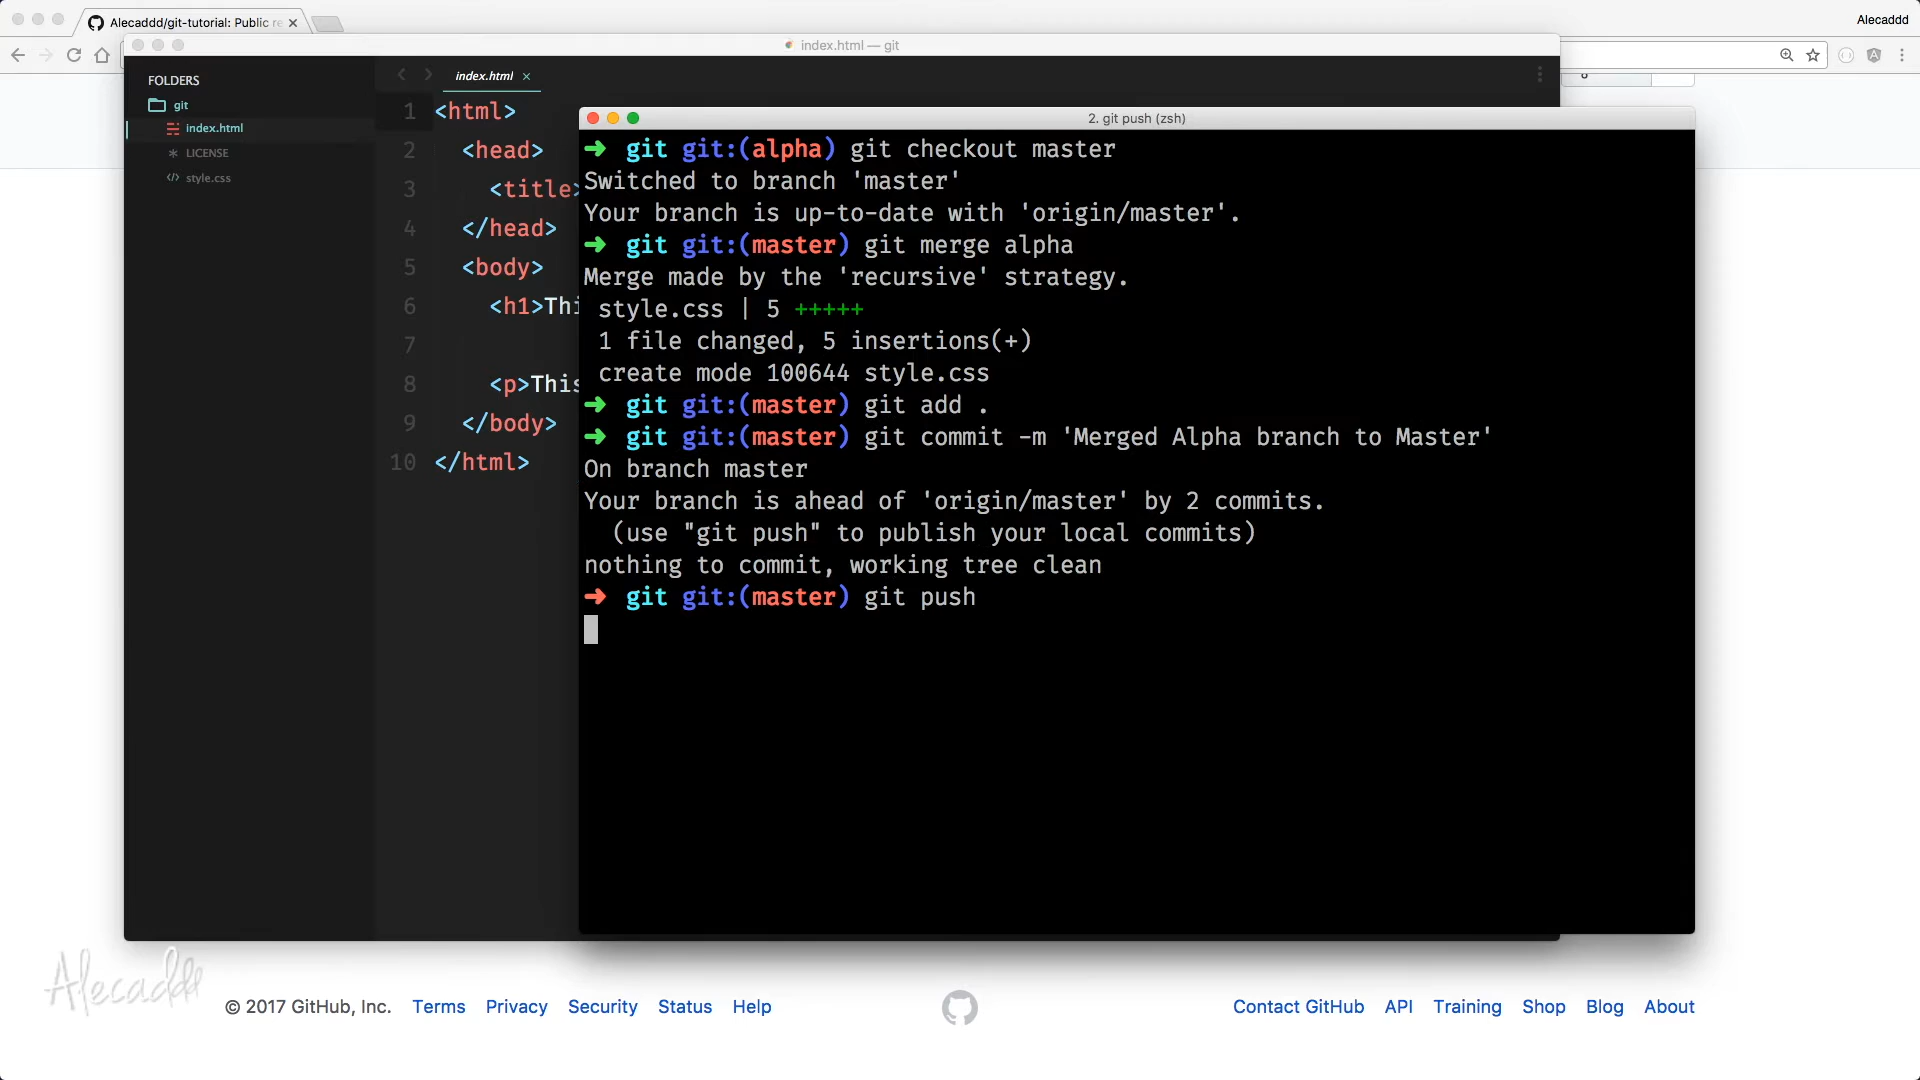 Alecaddd/git-tutorial: Public re
Alecaddd
index.html — git
FOLDERS
git
index.html
LICENSE
style.css
index.html
1 <html>
2 <head>
3 <title>
4 </head>
5 <body>
6 <h1>Thi
7
8 <p>This
9 </body>
10 </html>
2. git push (zsh)
➜ git git:(alpha) git checkout master
Switched to branch 'master'
Your branch is up-to-date with 'origin/master'.
➜ git git:(master) git merge alpha
Merge made by the 'recursive' strategy.
style.css | 5 +++++
1 file changed, 5 insertions(+)
create mode 100644 style.css
➜ git git:(master) git add .
➜ git git:(master) git commit -m 'Merged Alpha branch to Master'
On branch master
Your branch is ahead of 'origin/master' by 2 commits.
(use "git push" to publish your local commits)
nothing to commit, working tree clean
➜ git git:(master) git push
Alecaddd
© 2017 GitHub, Inc. Terms Privacy Security Status Help
Contact GitHub API Training Shop Blog About